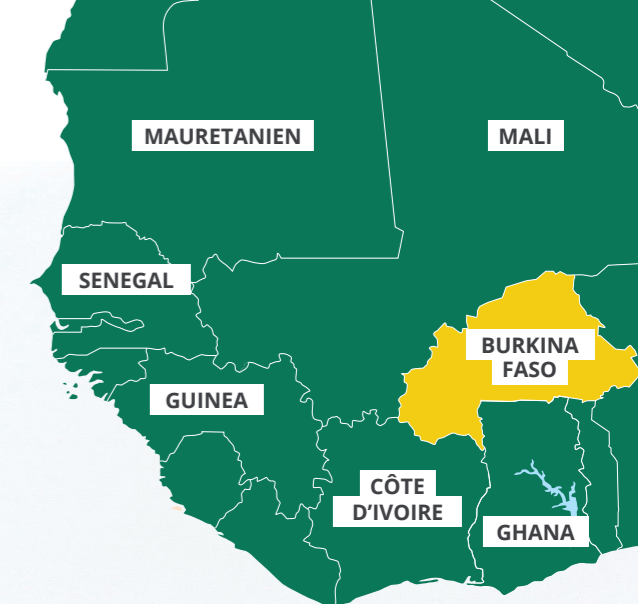 MAURETANIEN
MALI
SENEGAL
BURKINA
FASO
GUINEA
CÔTE
D'IVOIRE
GHANA